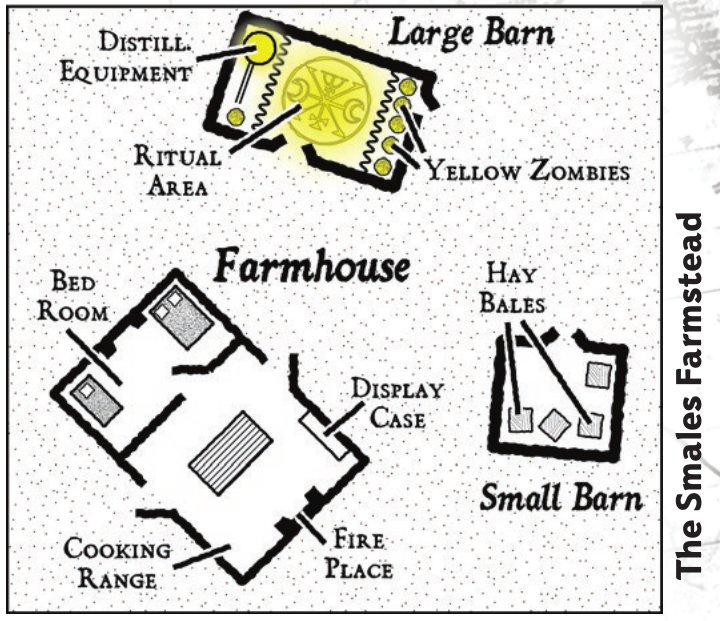 Large Barn
Distill.
Equipment
Ritual
Area
Yellow Zombies
Farmhouse
Bed
Room
Hay
Bales
Display
Case
Small Barn
Cooking
Range
Fire
Place
The Smales Farmstead